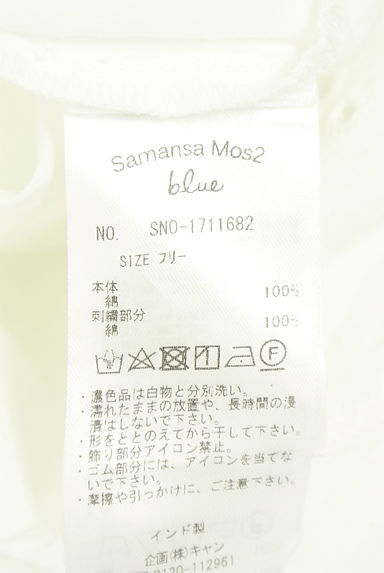 Samansa Mos2
blue
NO. SNO-1711682
SIZE フリー
本体
綿 100%
刺繍部分
綿 100%
・濃色品は白物と分別洗い。
・濡れたままの放置や、長時間の浸
漬はしないで下さい。
・形をととのえてから干して下さい。
・飾り部分アイコン禁止。
・ゴム部分には、アイコンを当てな
いで下さい。
・摩擦や引っかけに、ご注意下さい。
インド製
企画(株)キャン
0120-112961